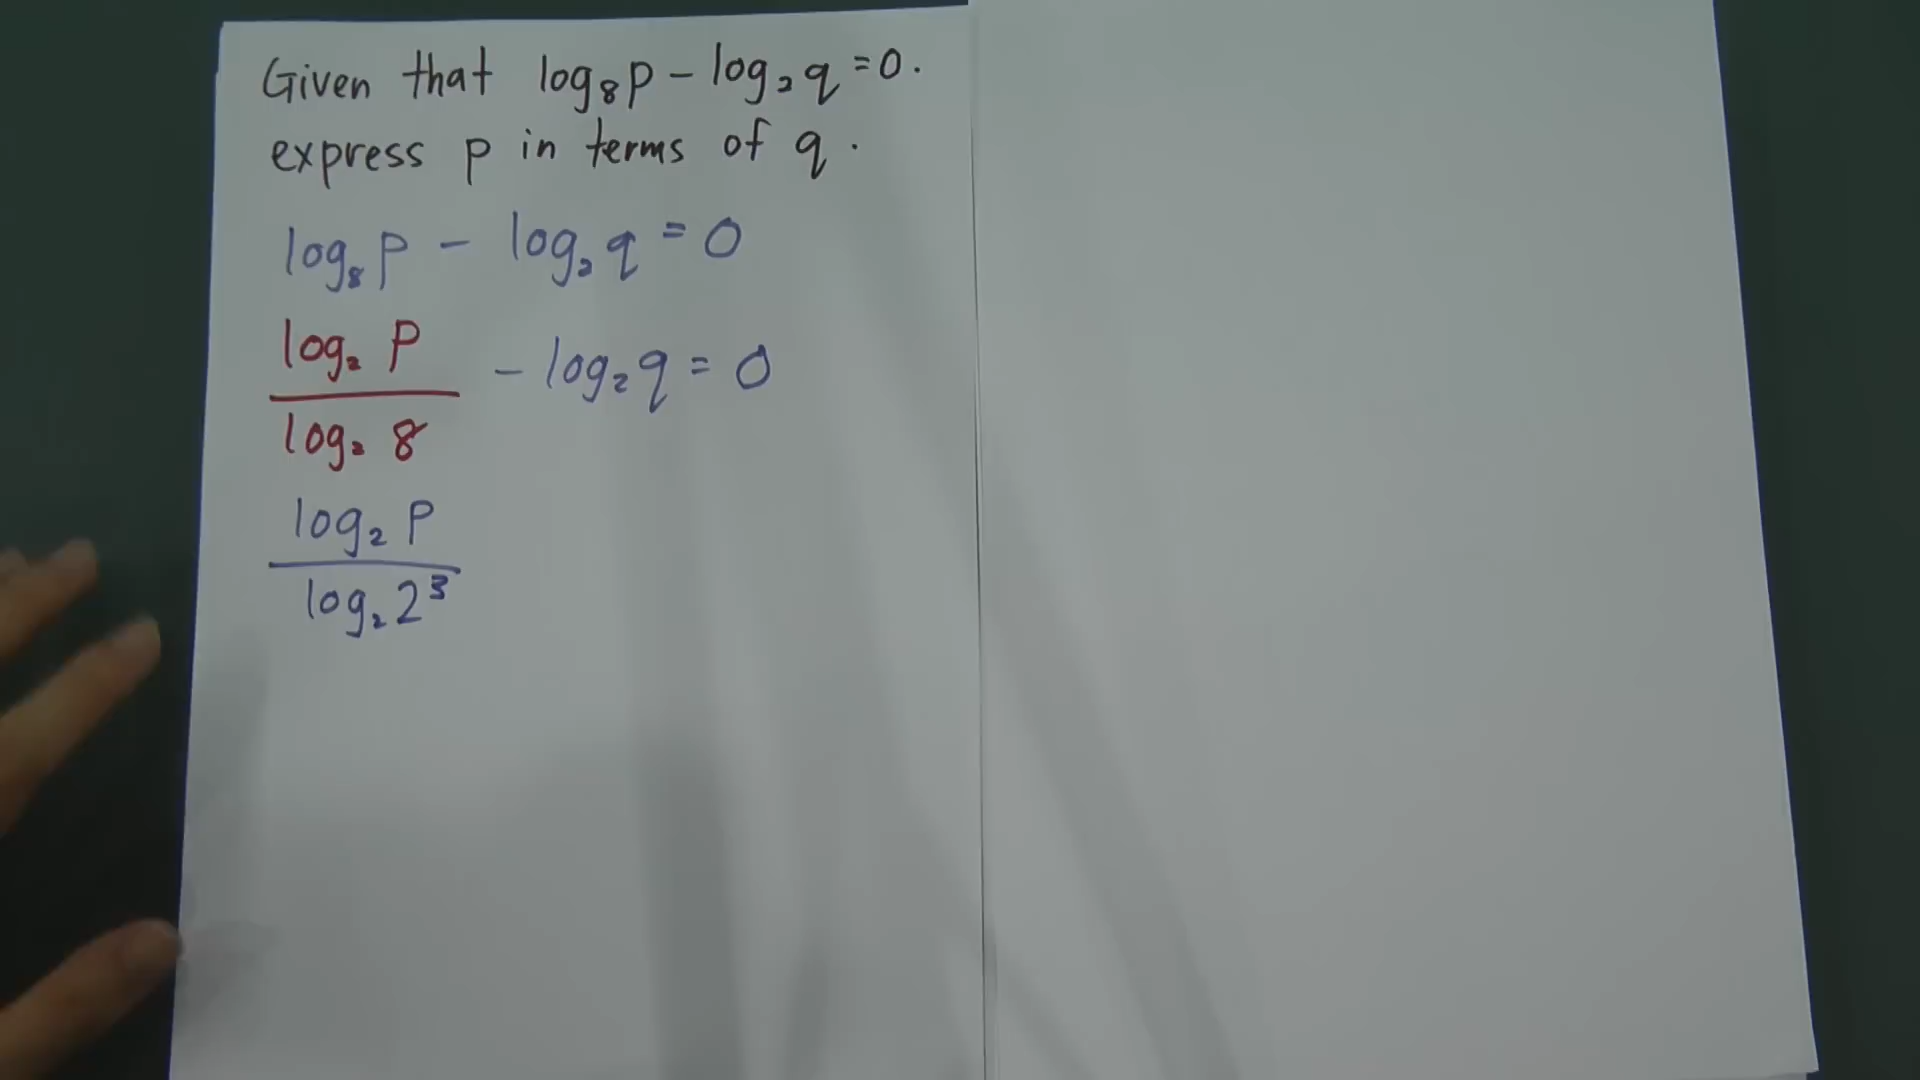 Given that log₈p - log₂q = 0.
express p in terms of q.
log₈p - log₂q = 0
log₂ p
- log₂q = 0
log₂ 8
log₂ p
log₂ 2³